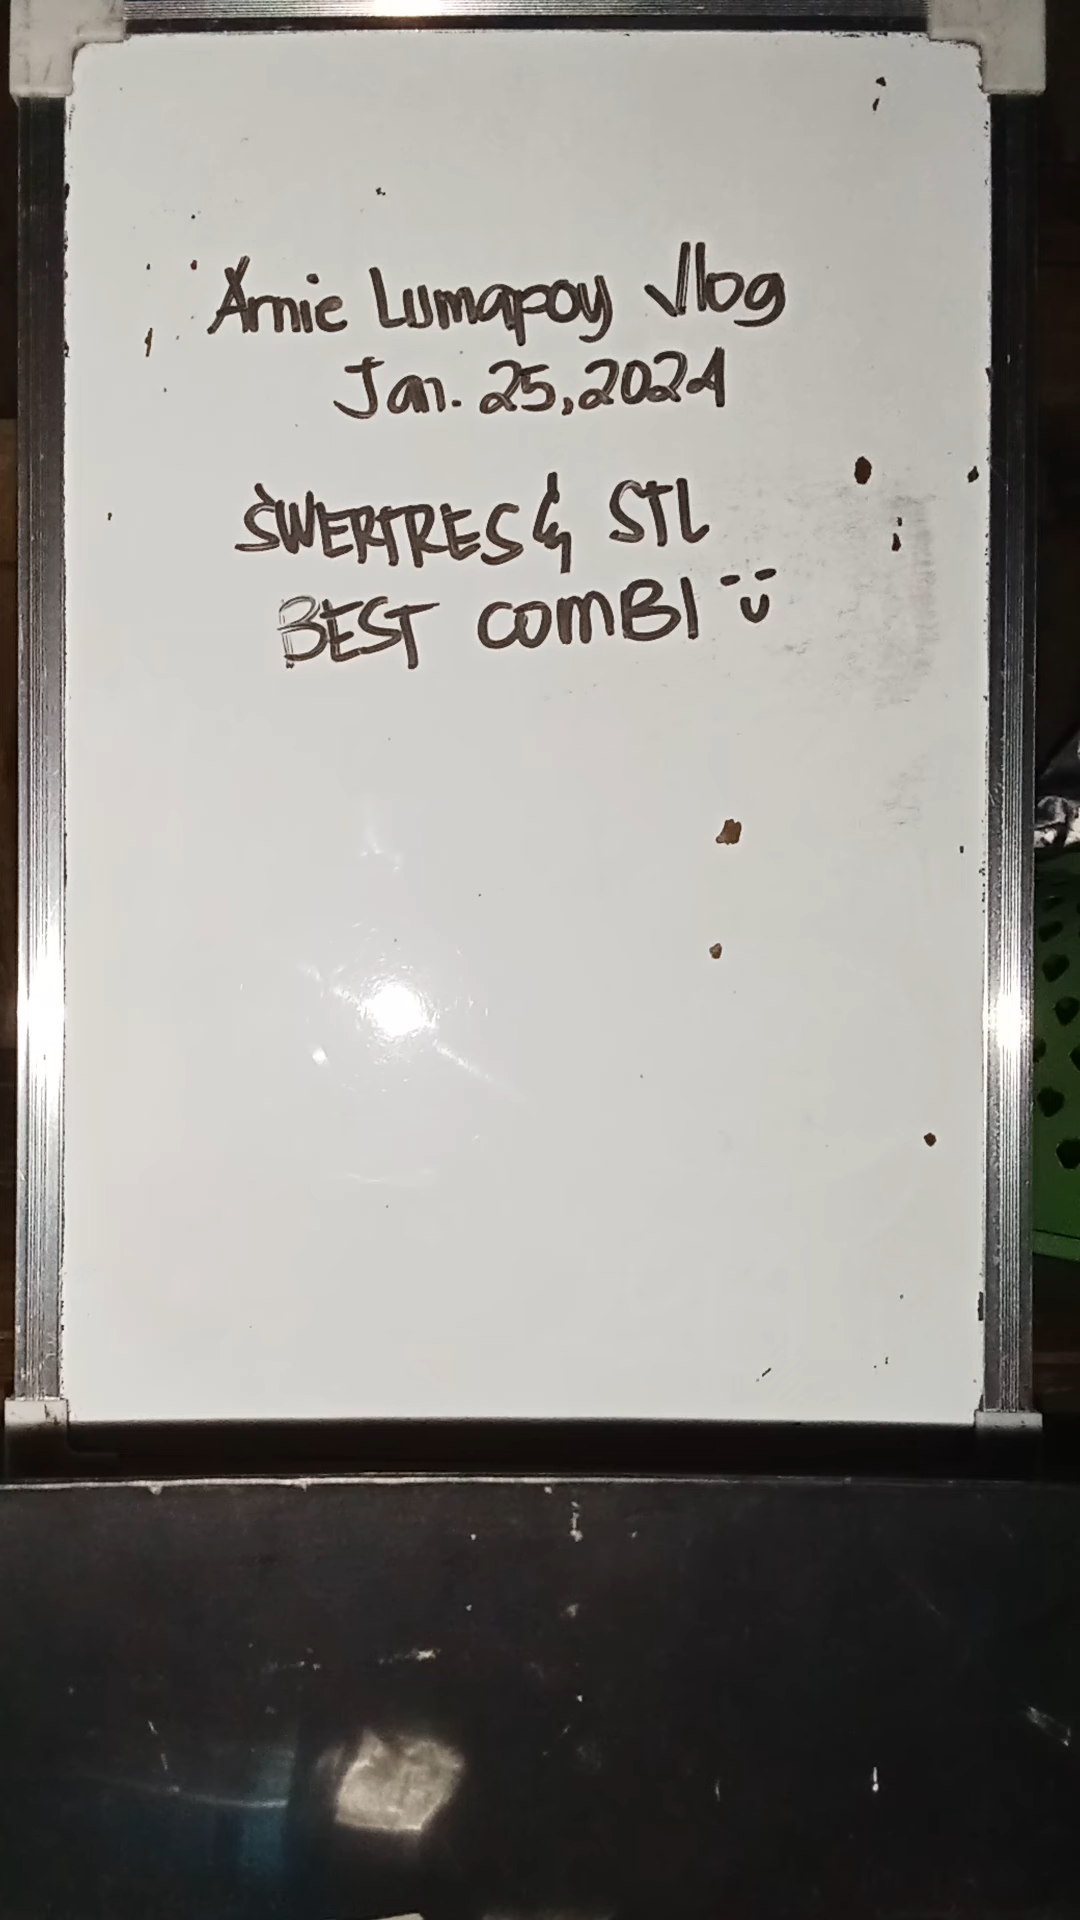 Arnie Lumapoy Vlog
Jan. 25, 2024
SWERTRES & STL
BEST comBI